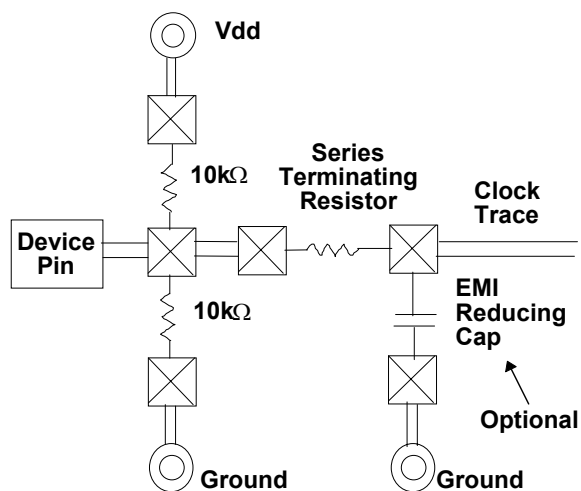 Vdd
10kΩ
Series
Terminating
Resistor
Clock
Trace
Device
Pin
10kΩ
EMI
Reducing
Cap
Optional
Ground
Ground